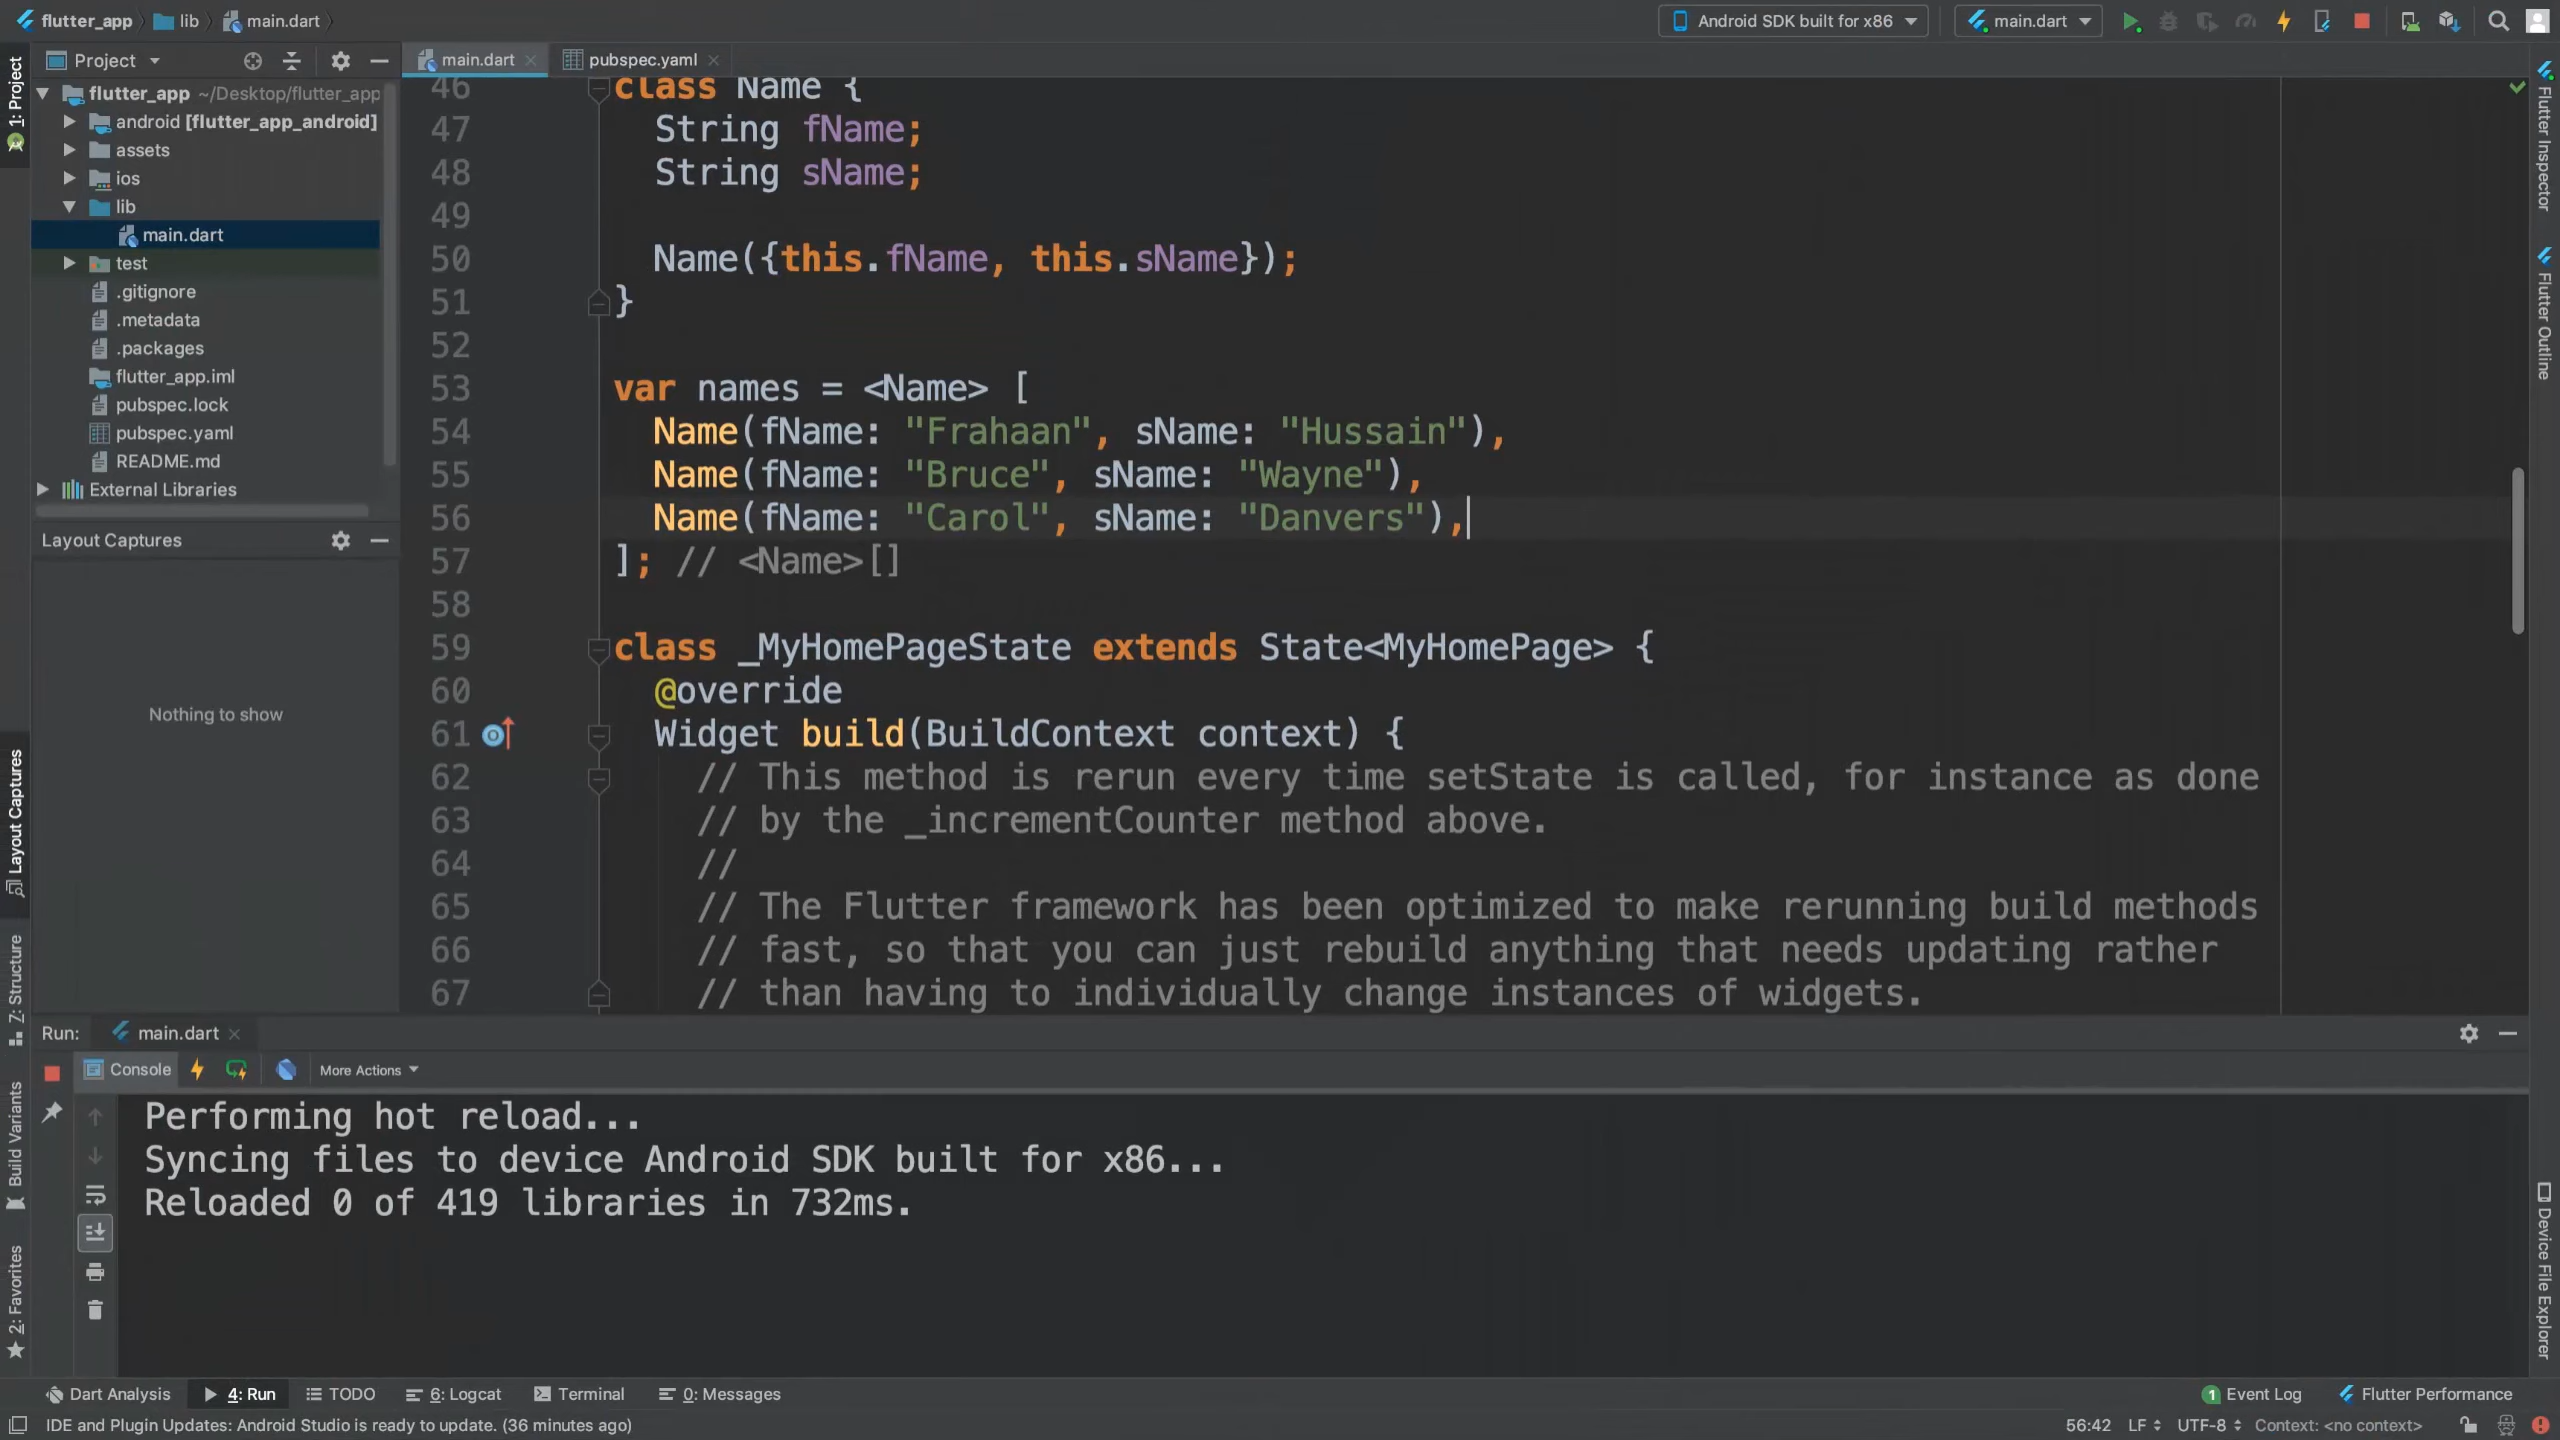 flutter_app lib main.dart Android SDK built for x86 main.dart
Project main.dart pubspec.yaml
flutter_app ~/Desktop/flutter_app
android [flutter_app_android]
assets
ios
lib
main.dart
test
.gitignore
.metadata
.packages
flutter_app.iml
pubspec.lock
pubspec.yaml
README.md
External Libraries
Layout Captures
Nothing to show
1: Project
Layout Captures
Z: Structure
Build Variants
2: Favorites
46 class Name {
47 String fName;
48 String sName;
49
50 Name({this.fName, this.sName});
51 }
52
53 var names = <Name> [
54 Name(fName: "Frahaan", sName: "Hussain"),
55 Name(fName: "Bruce", sName: "Wayne"),
56 Name(fName: "Carol", sName: "Danvers"),
57 ]; // <Name>[]
58
59 class _MyHomePageState extends State<MyHomePage> {
60 @override
61 Widget build(BuildContext context) {
62 // This method is rerun every time setState is called, for instance as done
63 // by the _incrementCounter method above.
64 //
65 // The Flutter framework has been optimized to make rerunning build methods
66 // fast, so that you can just rebuild anything that needs updating rather
67 // than having to individually change instances of widgets.
Flutter Inspector
Flutter Outline
Device File Explorer
Run: main.dart
Console More Actions
Performing hot reload...
Syncing files to device Android SDK built for x86...
Reloaded 0 of 419 libraries in 732ms.
Dart Analysis 4: Run TODO 6: Logcat Terminal 0: Messages 1 Event Log Flutter Performance
IDE and Plugin Updates: Android Studio is ready to update. (36 minutes ago) 56:42 LF UTF-8 Context: <no context>